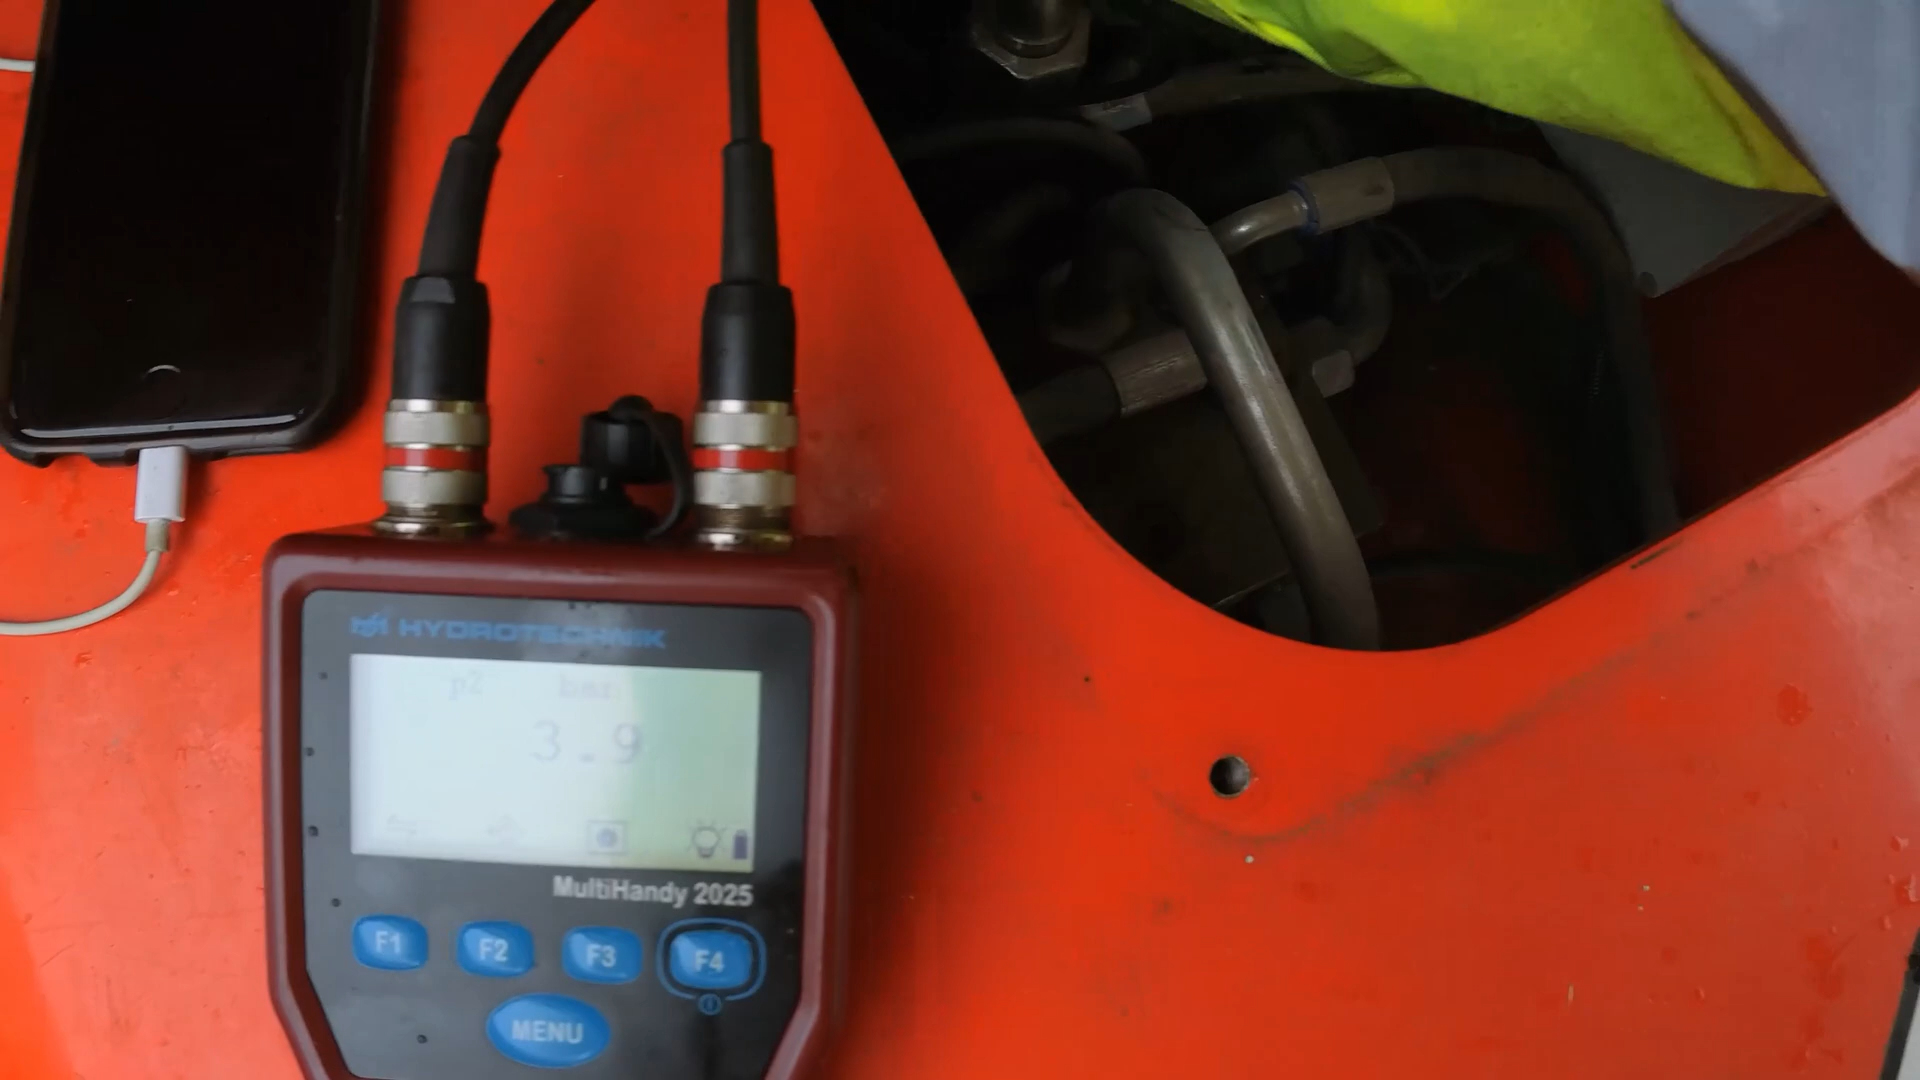 HYDROTECHNIK
p2 bar
3.9
MultiHandy 2025
F1 F2 F3 F4
MENU